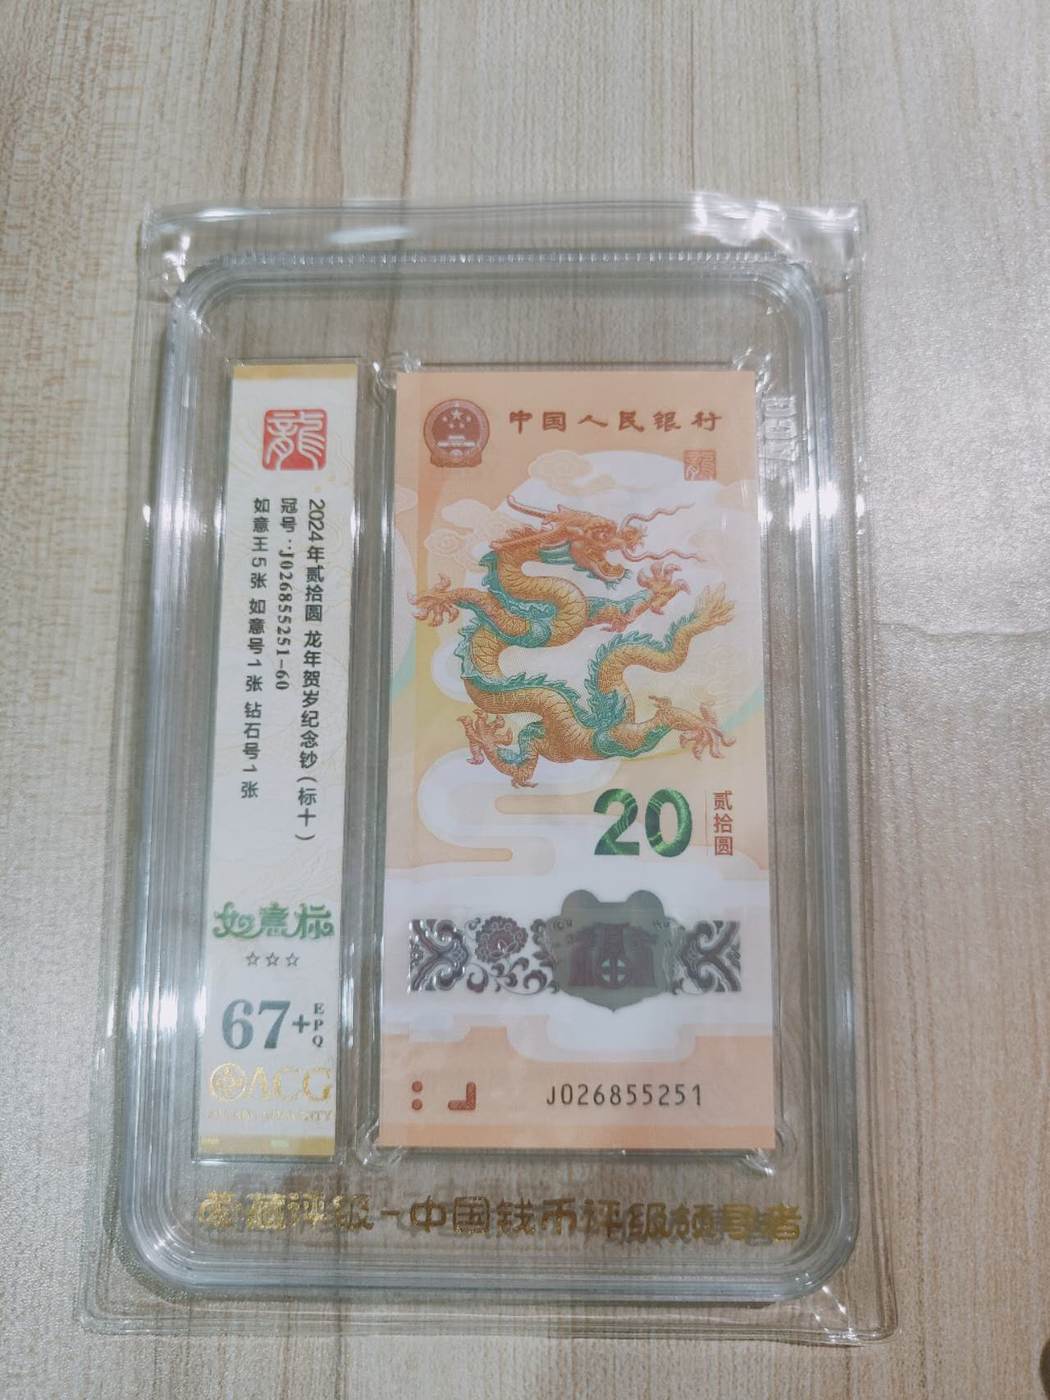 龍
2024年贰拾圆 龙年贺岁纪念钞（标十）
冠号：J026855251-60
如意王5张 如意号1张 钻石号1张
如意标
☆☆☆
67+
EPQ
ACG
中国人民银行
龍
20
贰拾圆
J026855251
评级-中国钱币评级领导者